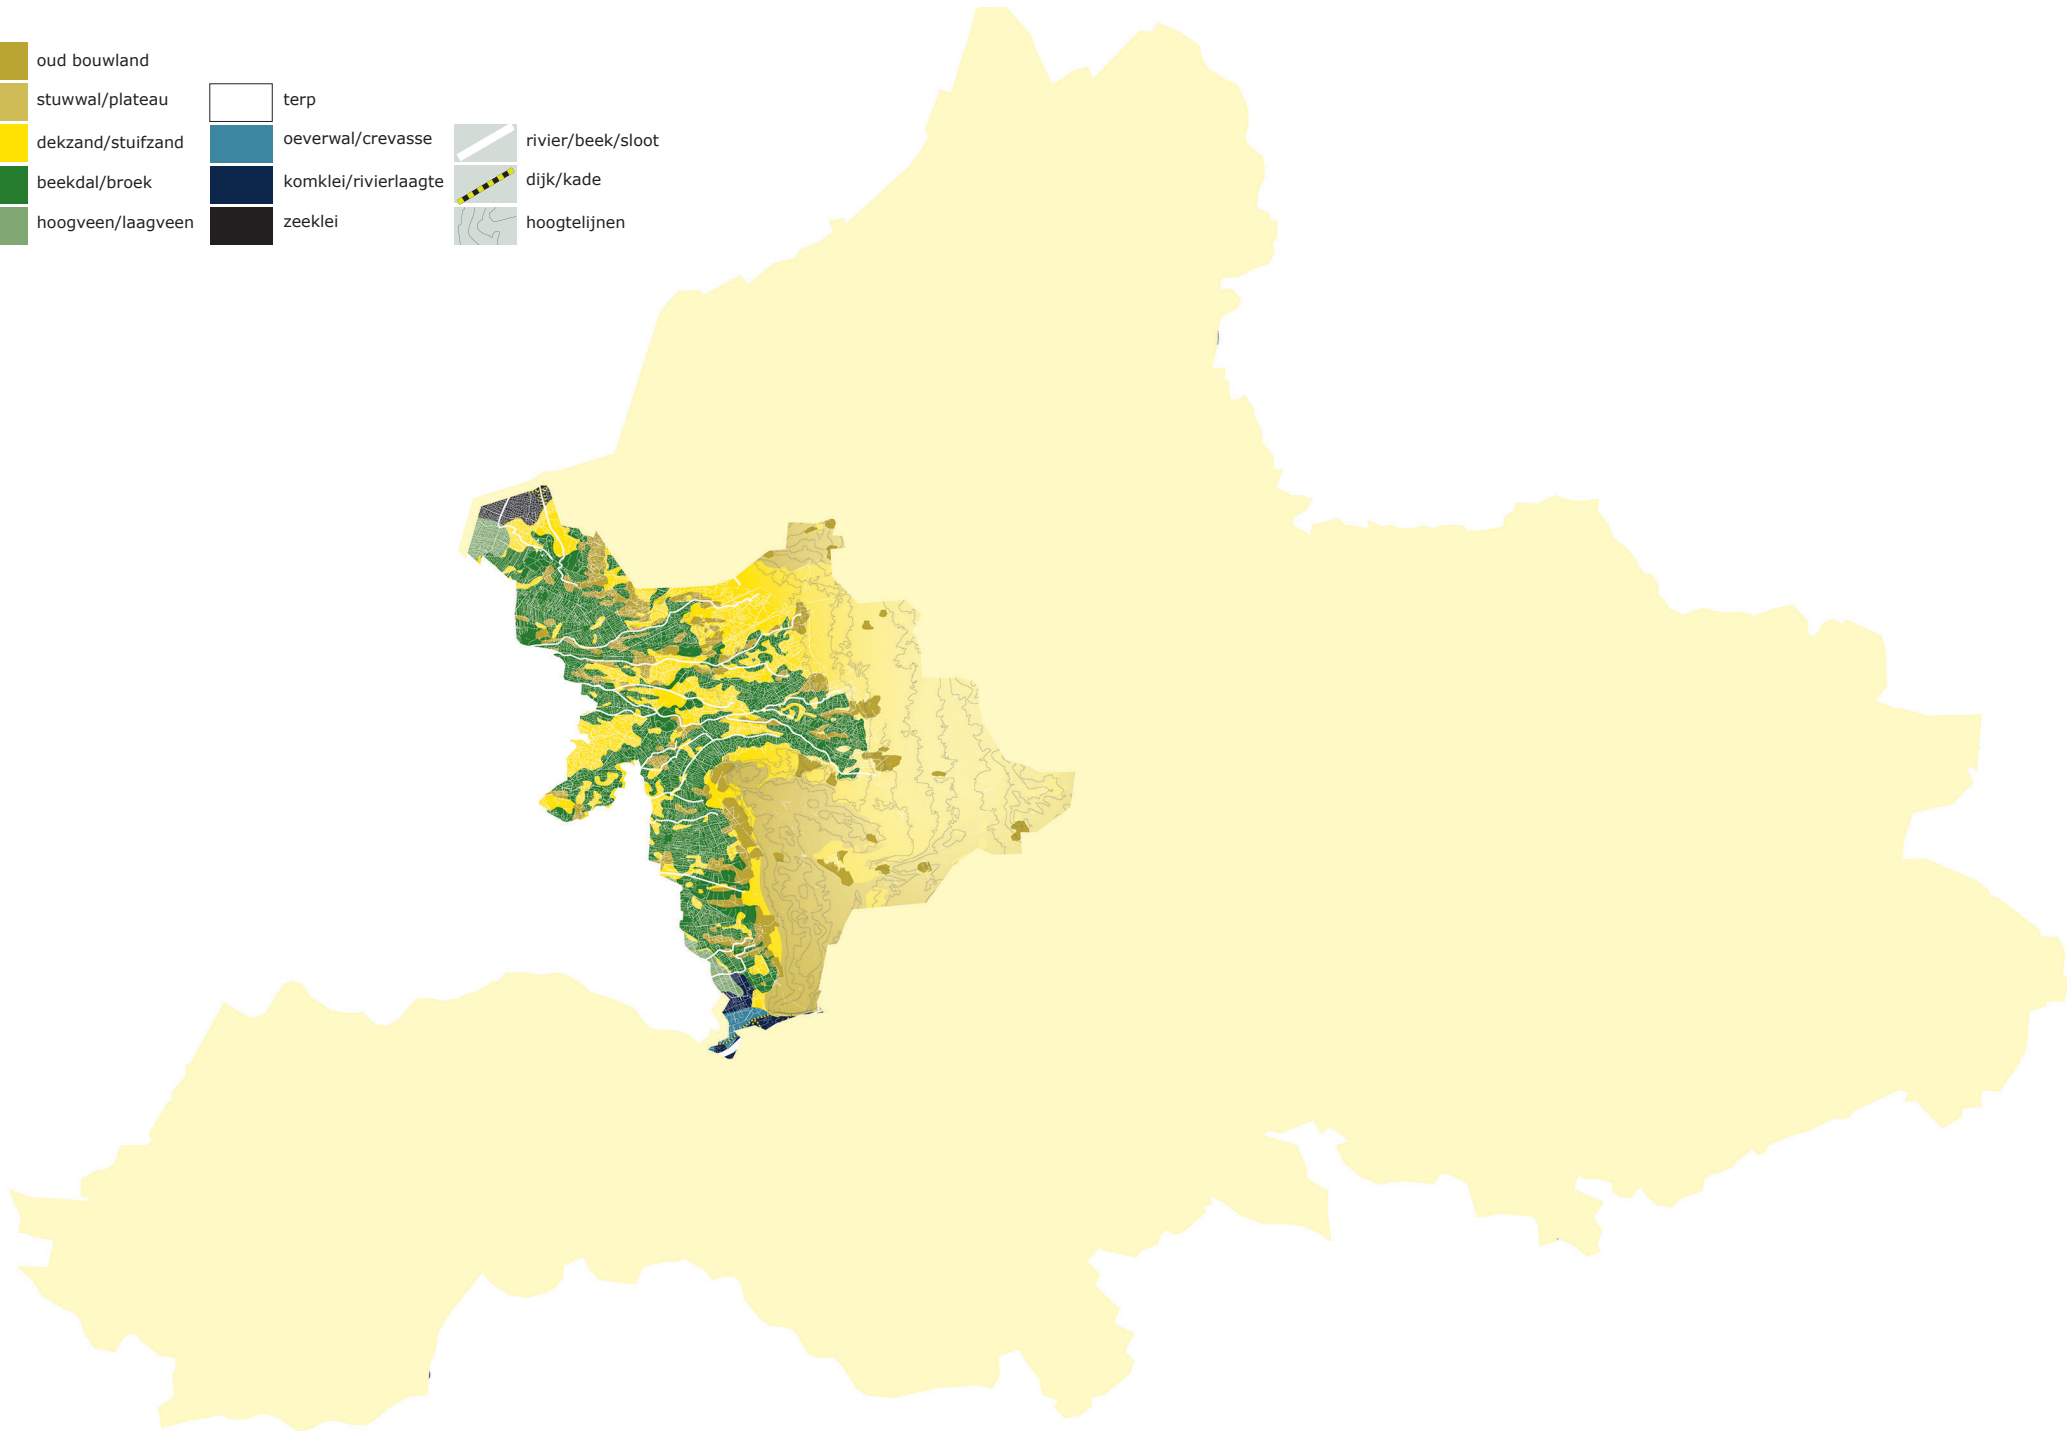 oud bouwland
stuwwal/plateau
dekzand/stuifzand
beekdal/broek
hoogveen/laagveen
terp
oeverwal/crevasse
komklei/rivierlaagte
zeeklei
rivier/beek/sloot
dijk/kade
hoogtelijnen